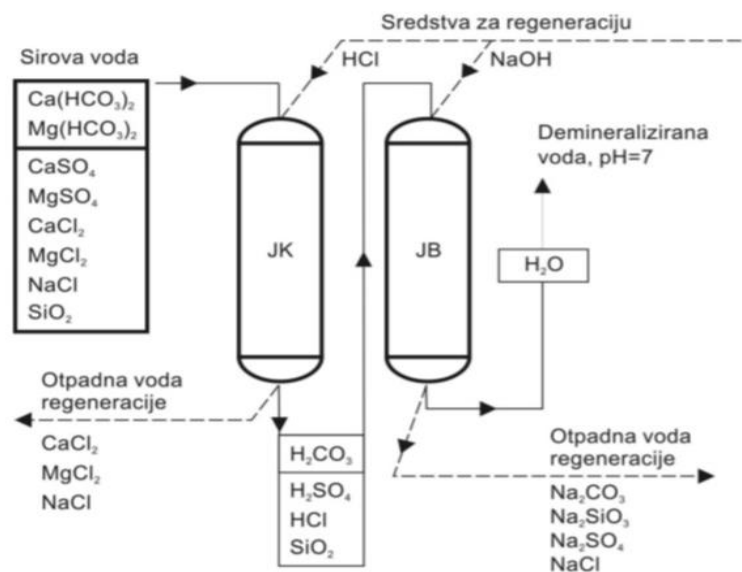 Sredstva za regeneraciju
Sirova voda
HCl
NaOH
Ca(HCO₃)₂
Mg(HCO₃)₂
CaSO₄
MgSO₄
CaCl₂
MgCl₂
NaCl
SiO₂
JK
JB
Demineralizirana
voda, pH=7
H₂O
Otpadna voda
regeneracije
CaCl₂
MgCl₂
NaCl
H₂CO₃
H₂SO₄
HCl
SiO₂
Otpadna voda
regeneracije
Na₂CO₃
Na₂SiO₃
Na₂SO₄
NaCl